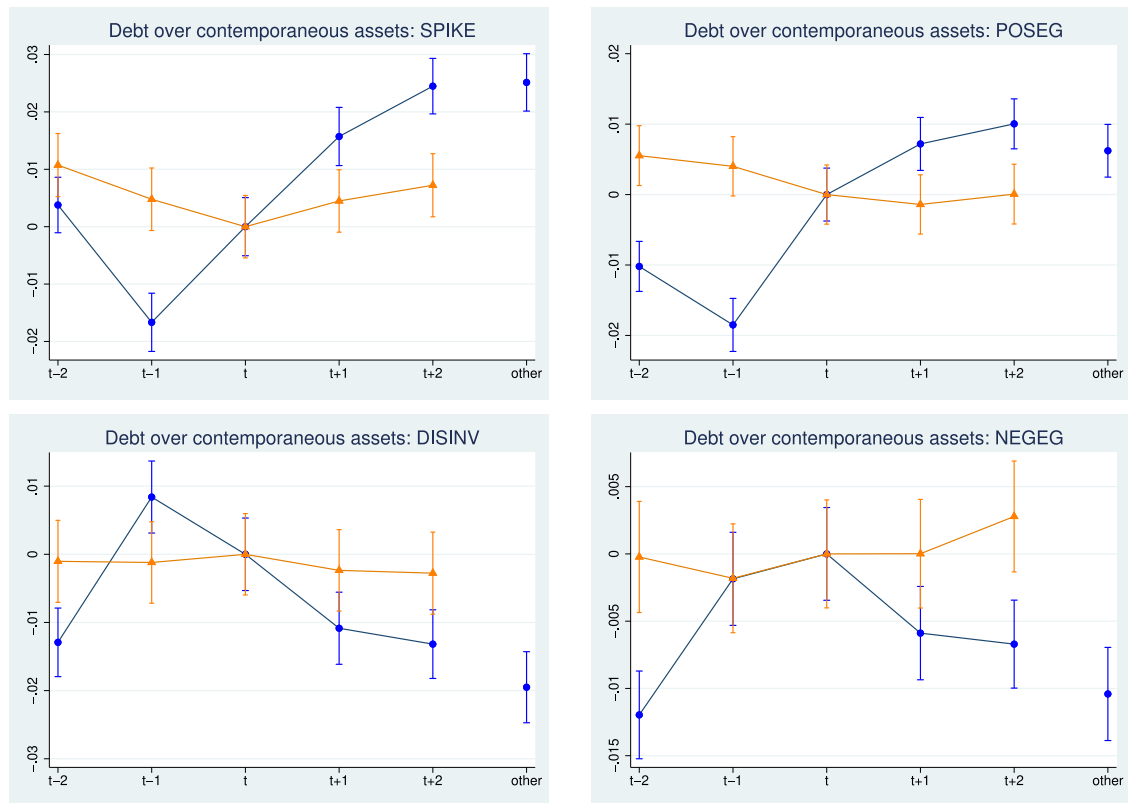 Debt over contemporaneous assets: SPIKE
.03
.02
.01
0
−.01
−.02
t−2 t−1 t t+1 t+2 other
Debt over contemporaneous assets: POSEG
.02
.01
0
−.01
−.02
t−2 t−1 t t+1 t+2 other
Debt over contemporaneous assets: DISINV
.01
0
−.01
−.02
−.03
t−2 t−1 t t+1 t+2 other
Debt over contemporaneous assets: NEGEG
.005
0
−.005
−.01
−.015
t−2 t−1 t t+1 t+2 other